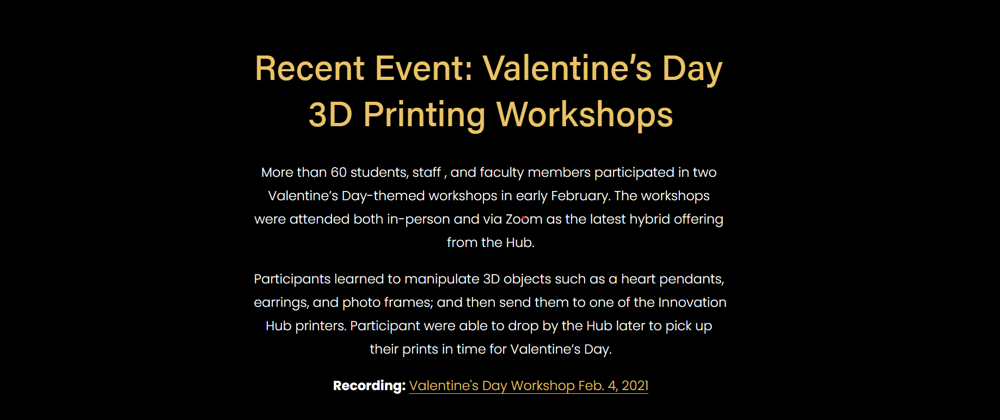 Recent Event: Valentine’s Day
3D Printing Workshops
More than 60 students, staff , and faculty members participated in two
Valentine’s Day-themed workshops in early February. The workshops
were attended both in-person and via Zoom as the latest hybrid offering
from the Hub.
Participants learned to manipulate 3D objects such as a heart pendants,
earrings, and photo frames; and then send them to one of the Innovation
Hub printers. Participant were able to drop by the Hub later to pick up
their prints in time for Valentine’s Day.
Recording: Valentine's Day Workshop Feb. 4, 2021